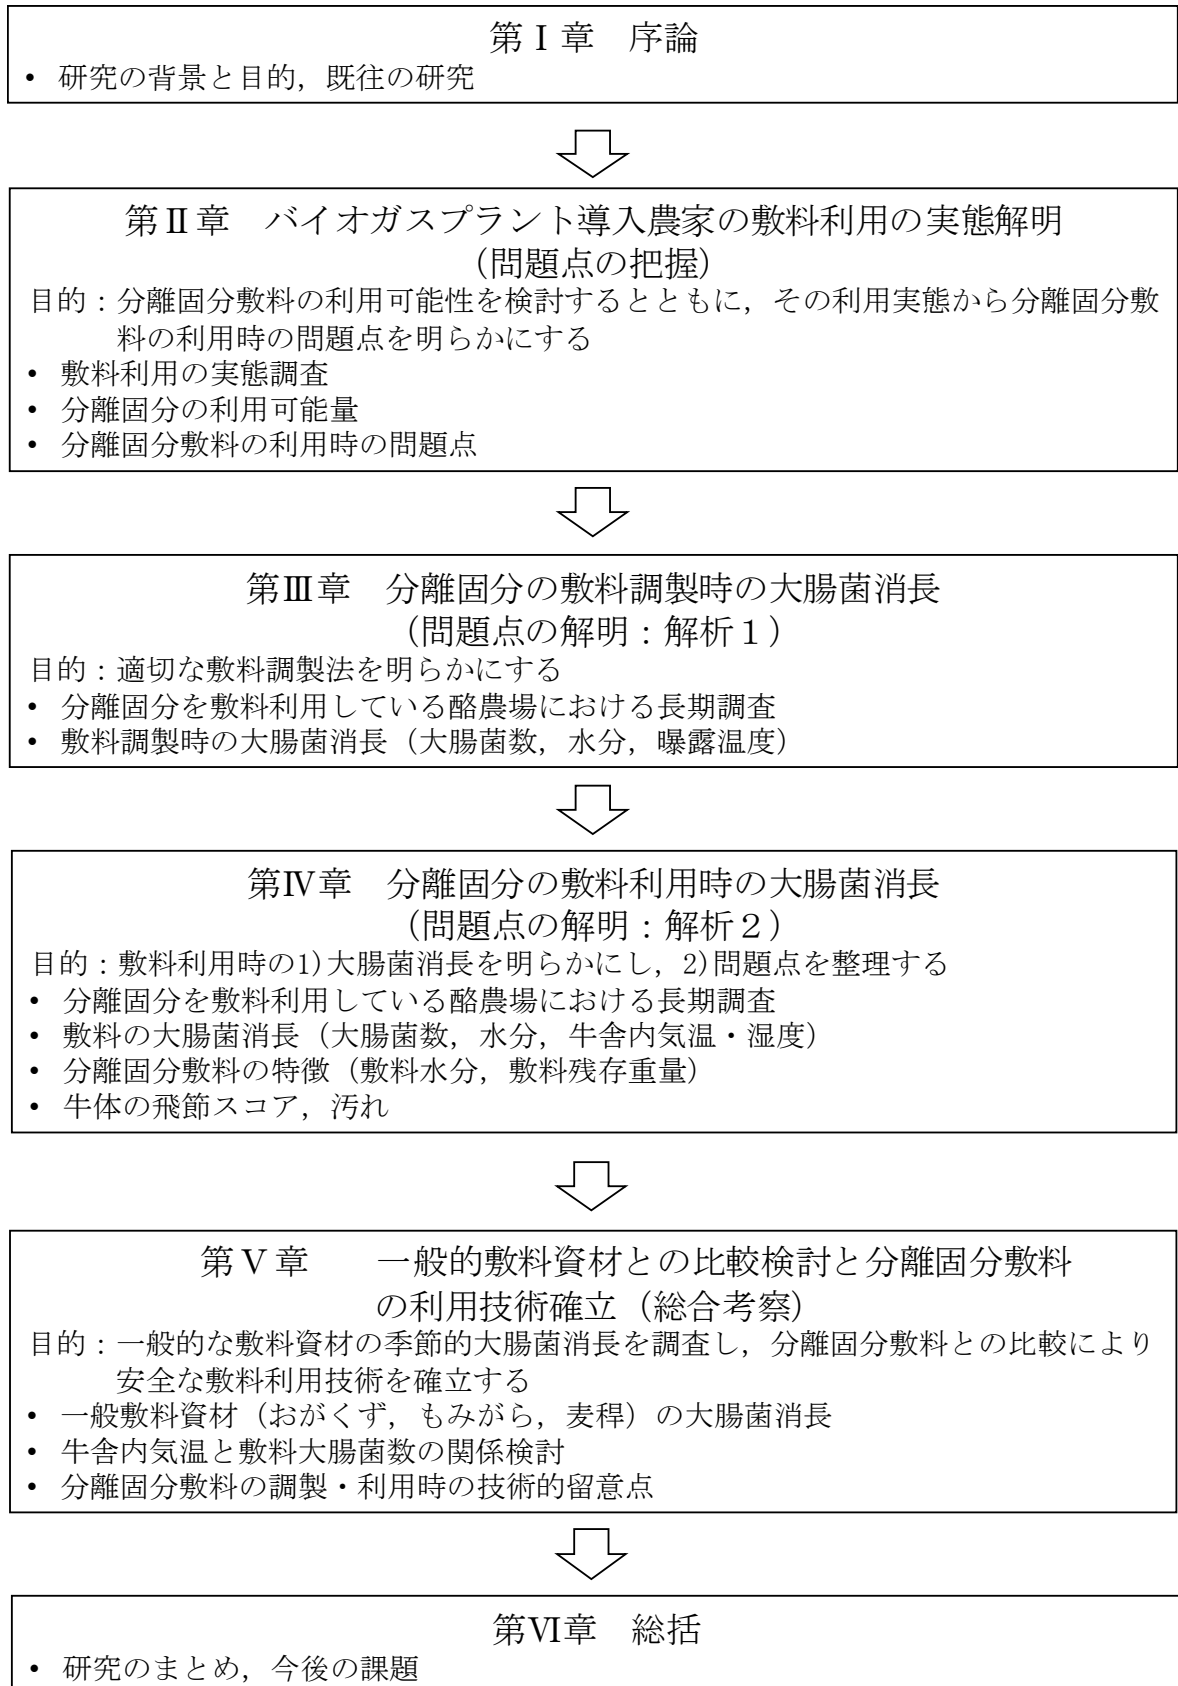 第Ⅰ章　序論
• 研究の背景と目的，既往の研究
第Ⅱ章　バイオガスプラント導入農家の敷料利用の実態解明
（問題点の把握）
目的：分離固分敷料の利用可能性を検討するとともに，その利用実態から分離固分敷
料の利用時の問題点を明らかにする
• 敷料利用の実態調査
• 分離固分の利用可能量
• 分離固分敷料の利用時の問題点
第Ⅲ章　分離固分の敷料調製時の大腸菌消長
（問題点の解明：解析１）
目的：適切な敷料調製法を明らかにする
• 分離固分を敷料利用している酪農場における長期調査
• 敷料調製時の大腸菌消長（大腸菌数，水分，曝露温度）
第Ⅳ章　分離固分の敷料利用時の大腸菌消長
（問題点の解明：解析２）
目的：敷料利用時の1)大腸菌消長を明らかにし，2)問題点を整理する
• 分離固分を敷料利用している酪農場における長期調査
• 敷料の大腸菌消長（大腸菌数，水分，牛舎内気温・湿度）
• 分離固分敷料の特徴（敷料水分，敷料残存重量）
• 牛体の飛節スコア，汚れ
第Ⅴ章　　一般的敷料資材との比較検討と分離固分敷料
の利用技術確立（総合考察）
目的：一般的な敷料資材の季節的大腸菌消長を調査し，分離固分敷料との比較により
安全な敷料利用技術を確立する
• 一般敷料資材（おがくず，もみがら，麦稈）の大腸菌消長
• 牛舎内気温と敷料大腸菌数の関係検討
• 分離固分敷料の調製・利用時の技術的留意点
第Ⅵ章　総括
• 研究のまとめ，今後の課題